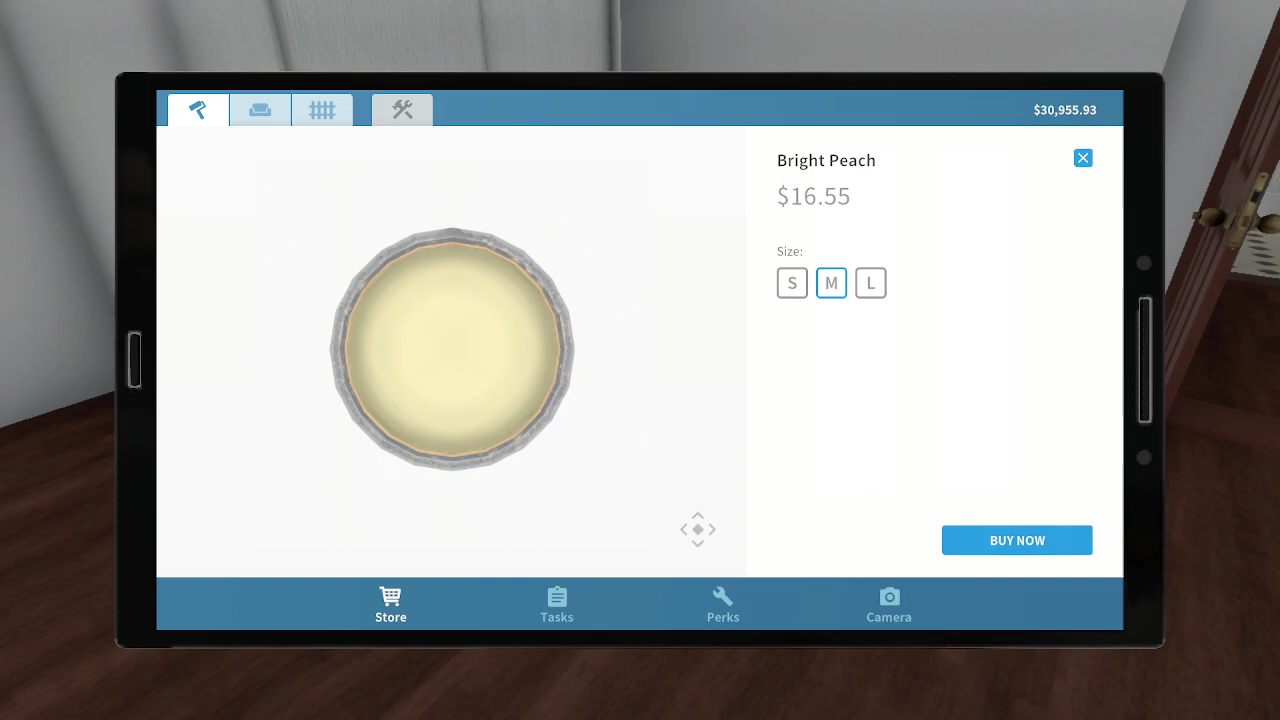 $30,955.93
Bright Peach
$16.55
Size:
S M L
BUY NOW
Store Tasks Perks Camera